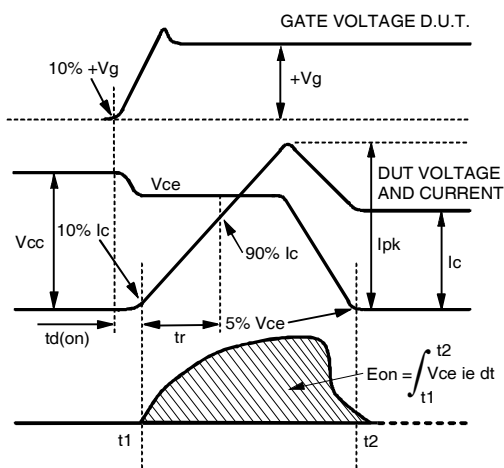 GATE VOLTAGE D.U.T.
10% +Vg
+Vg
Vce
DUT VOLTAGE
AND CURRENT
Vcc
10% Ic
90% Ic
Ipk
Ic
td(on)
tr
5% Vce
Eon = ∫ Vce ie dt
t2
t1
t1
t2